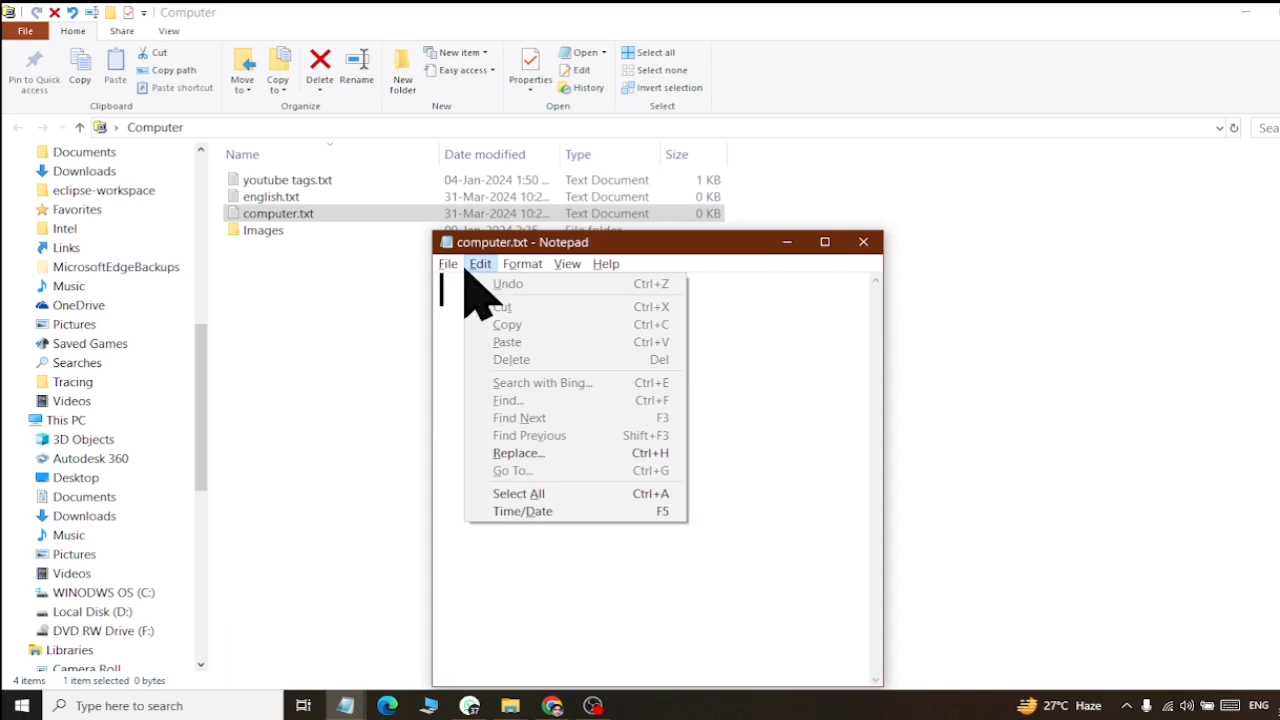 Computer
File Home Share View
Pin to Quick access
Copy
Paste
Cut
Copy path
Paste shortcut
Clipboard
Move to
Copy to
Delete
Rename
Organize
New folder
New item
Easy access
New
Properties
Open
Edit
History
Open
Select all
Select none
Invert selection
Select
Computer
Sea
Documents
Downloads
eclipse-workspace
Favorites
Intel
Links
MicrosoftEdgeBackups
Music
OneDrive
Pictures
Saved Games
Searches
Tracing
Videos
This PC
3D Objects
Autodesk 360
Desktop
Documents
Downloads
Music
Pictures
Videos
WINODWS OS (C:)
Local Disk (D:)
DVD RW Drive (F:)
Libraries
Camera Roll
Name Date modified Type Size
youtube tags.txt 04-Jan-2024 1:50 ... Text Document 1 KB
english.txt 31-Mar-2024 10:2... Text Document 0 KB
computer.txt 31-Mar-2024 10:2... Text Document 0 KB
Images
computer.txt - Notepad
File Edit Format View Help
Undo Ctrl+Z
Cut Ctrl+X
Copy Ctrl+C
Paste Ctrl+V
Delete Del
Search with Bing... Ctrl+E
Find... Ctrl+F
Find Next F3
Find Previous Shift+F3
Replace... Ctrl+H
Go To... Ctrl+G
Select All Ctrl+A
Time/Date F5
4 items 1 item selected 0 bytes
Type here to search
27°C Haze
ENG